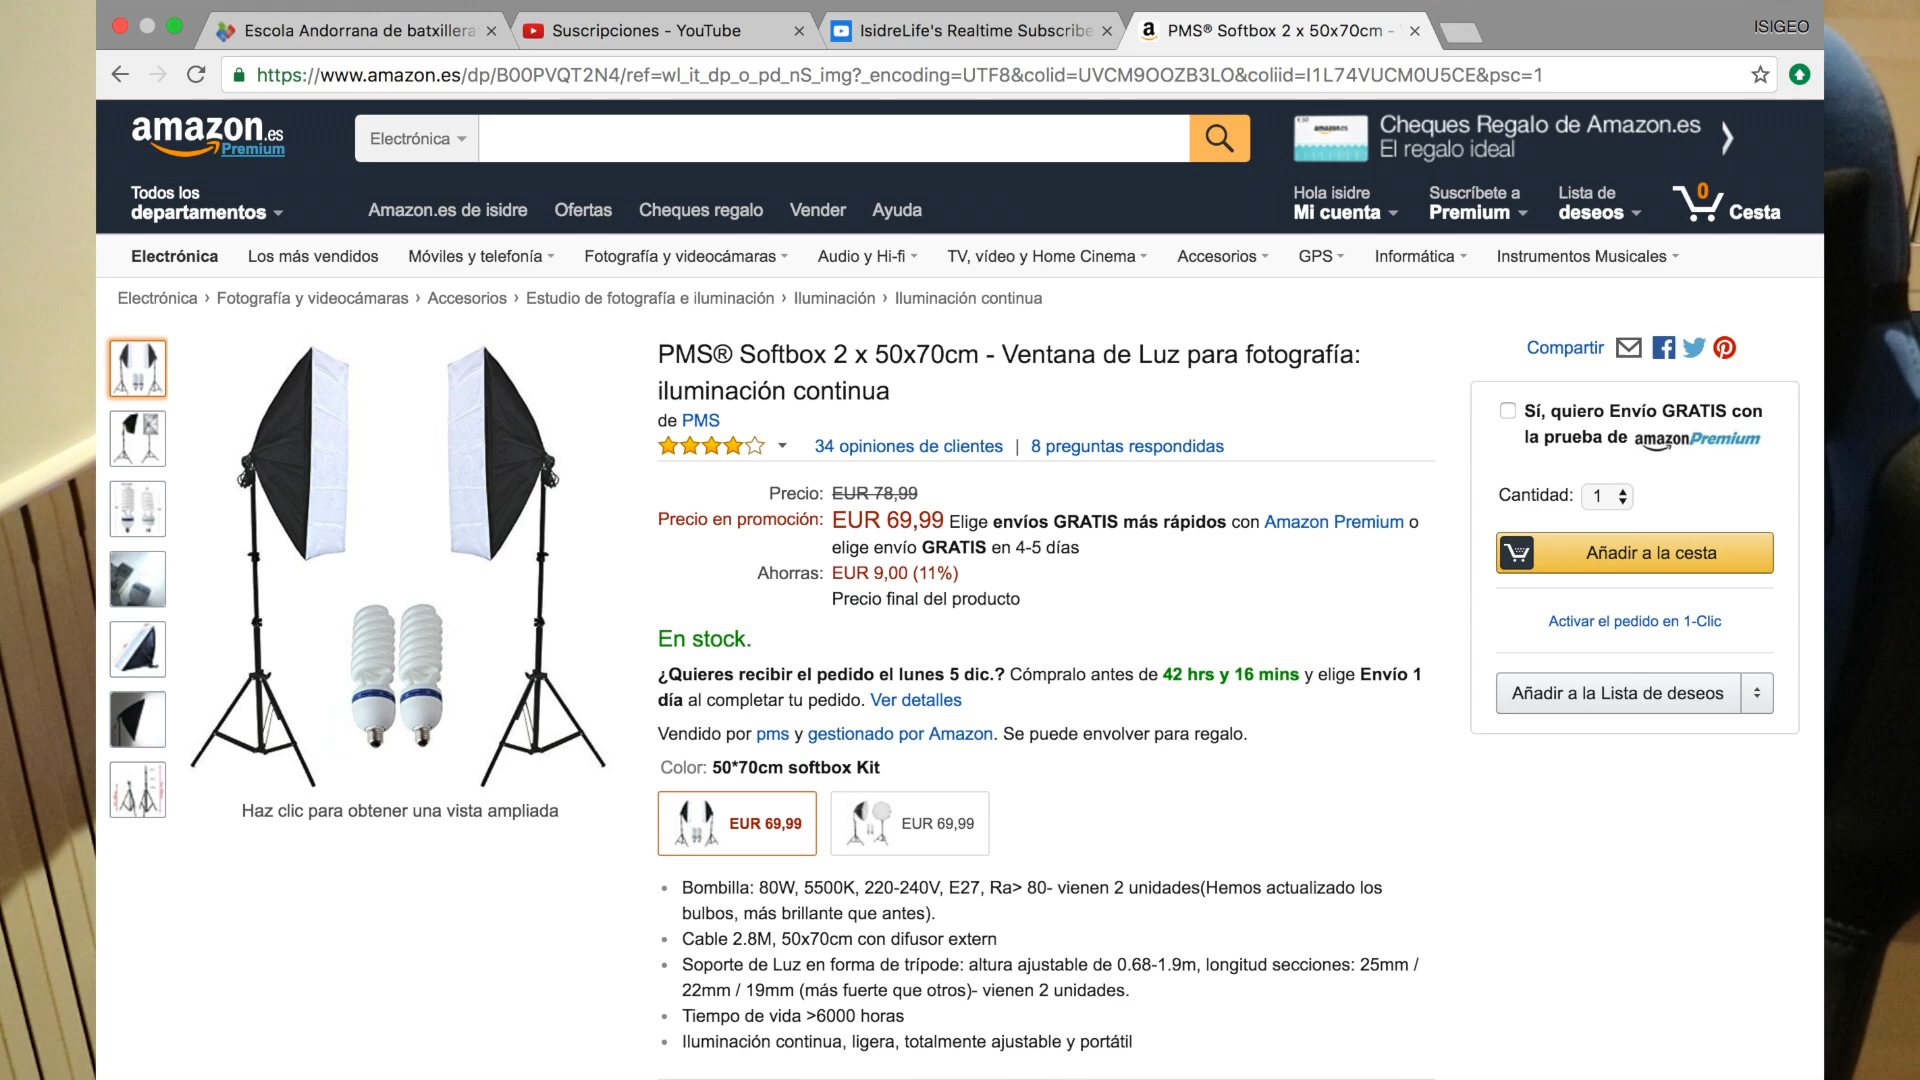 Escola Andorrana de batxillera
Suscripciones - YouTube
IsidreLife's Realtime Subscribe
PMS® Softbox 2 x 50x70cm -
ISIGEO
https://www.amazon.es/dp/B00PVQT2N4/ref=wl_it_dp_o_pd_nS_img?_encoding=UTF8&colid=UVCM9OOZB3LO&coliid=I1L74VUCM0U5CE&psc=1
amazon.es
Premium
Electrónica
Cheques Regalo de Amazon.es
El regalo ideal
Todos los
departamentos
Amazon.es de isidre Ofertas Cheques regalo Vender Ayuda
Hola isidre
Mi cuenta
Suscríbete a
Premium
Lista de
deseos
0
Cesta
Electrónica Los más vendidos Móviles y telefonía Fotografía y videocámaras Audio y Hi-fi TV, vídeo y Home Cinema Accesorios GPS Informática Instrumentos Musicales
Electrónica › Fotografía y videocámaras › Accesorios › Estudio de fotografía e iluminación › Iluminación › Iluminación continua
Haz clic para obtener una vista ampliada
PMS® Softbox 2 x 50x70cm - Ventana de Luz para fotografía:
iluminación continua
de PMS
34 opiniones de clientes | 8 preguntas respondidas
Precio: EUR 78,99
Precio en promoción: EUR 69,99 Elige envíos GRATIS más rápidos con Amazon Premium o
elige envío GRATIS en 4-5 días
Ahorras: EUR 9,00 (11%)
Precio final del producto
En stock.
¿Quieres recibir el pedido el lunes 5 dic.? Cómpralo antes de 42 hrs y 16 mins y elige Envío 1
día al completar tu pedido. Ver detalles
Vendido por pms y gestionado por Amazon. Se puede envolver para regalo.
Color: 50*70cm softbox Kit
EUR 69,99
EUR 69,99
• Bombilla: 80W, 5500K, 220-240V, E27, Ra> 80- vienen 2 unidades(Hemos actualizado los
bulbos, más brillante que antes).
• Cable 2.8M, 50x70cm con difusor extern
• Soporte de Luz en forma de trípode: altura ajustable de 0.68-1.9m, longitud secciones: 25mm /
22mm / 19mm (más fuerte que otros)- vienen 2 unidades.
• Tiempo de vida >6000 horas
• Iluminación continua, ligera, totalmente ajustable y portátil
Compartir
Sí, quiero Envío GRATIS con
la prueba de amazonPremium
Cantidad: 1
Añadir a la cesta
Activar el pedido en 1-Clic
Añadir a la Lista de deseos